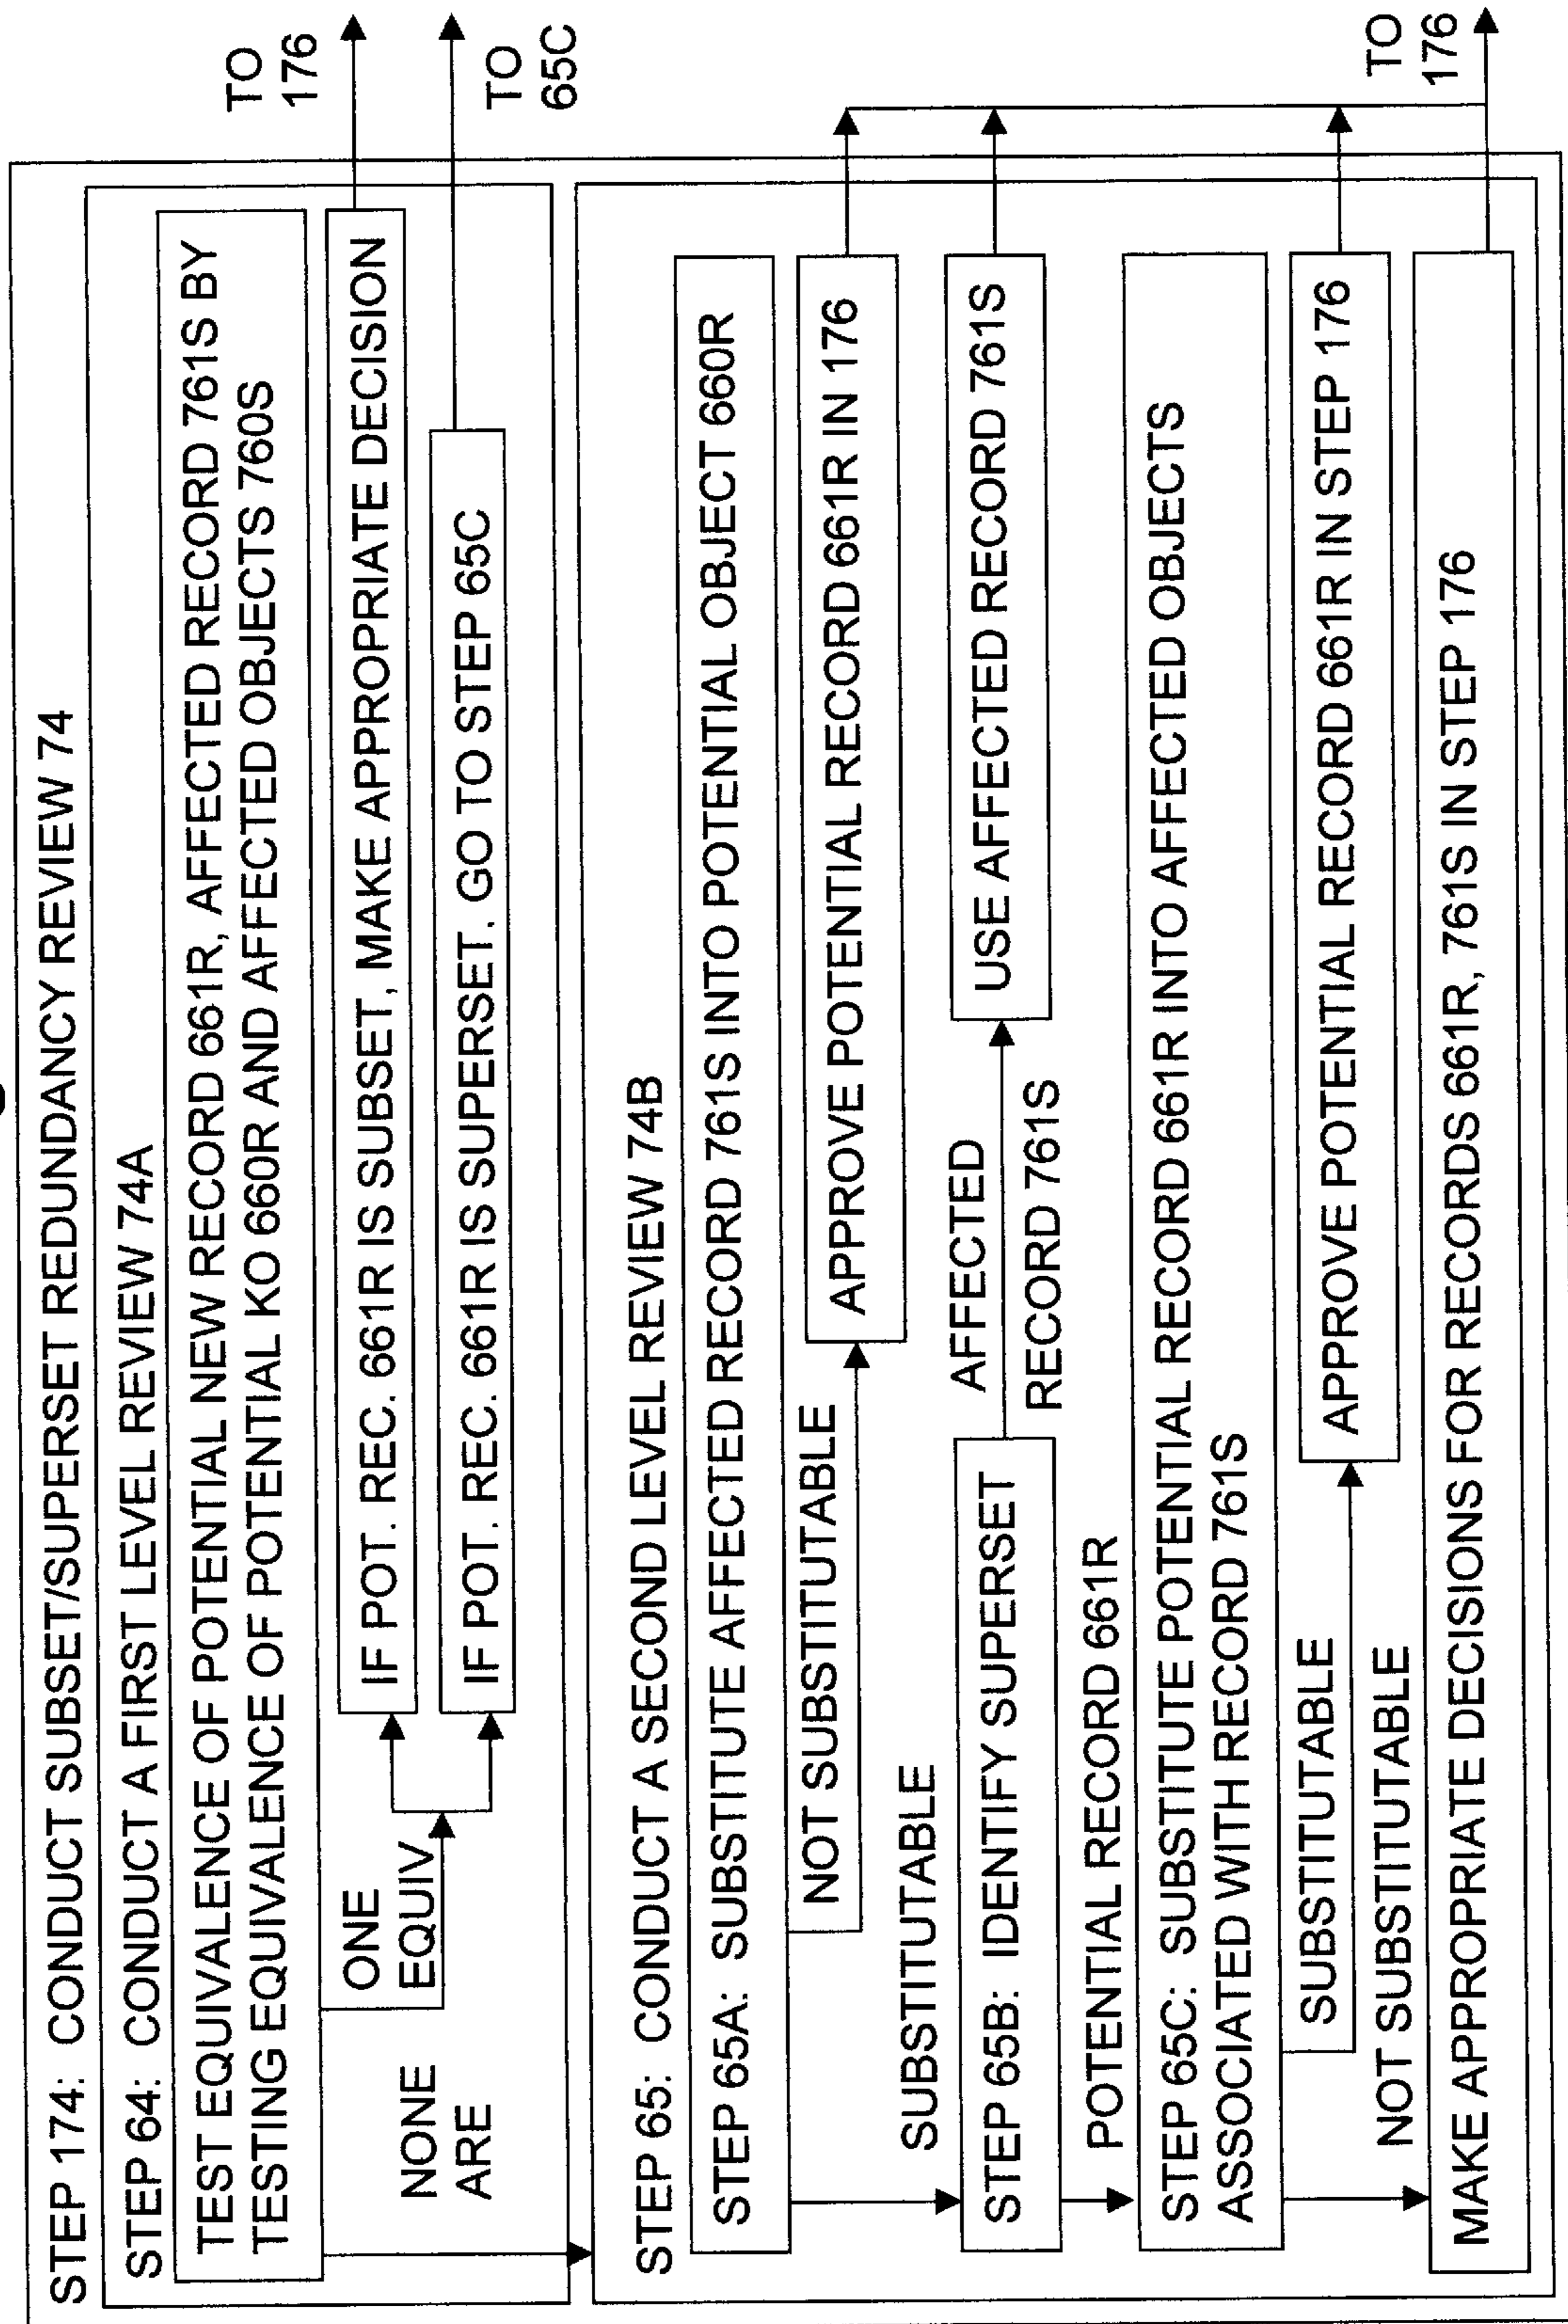 STEP 174: CONDUCT SUBSET/SUPERSET REDUNDANCY REVIEW 74
STEP 64: CONDUCT A FIRST LEVEL REVIEW 74A
TEST EQUIVALENCE OF POTENTIAL NEW RECORD 661R, AFFECTED RECORD 761S BY
TESTING EQUIVALENCE OF POTENTIAL KO 660R AND AFFECTED OBJECTS 760S
ONE
EQUIV
NONE
ARE
IF POT. REC. 661R IS SUBSET, MAKE APPROPRIATE DECISION
TO
176
IF POT. REC. 661R IS SUPERSET, GO TO STEP 65C
TO
65C
STEP 65: CONDUCT A SECOND LEVEL REVIEW 74B
STEP 65A: SUBSTITUTE AFFECTED RECORD 761S INTO POTENTIAL OBJECT 660R
NOT SUBSTITUTABLE
APPROVE POTENTIAL RECORD 661R IN 176
SUBSTITUTABLE
STEP 65B: IDENTIFY SUPERSET
AFFECTED
RECORD 761S
USE AFFECTED RECORD 761S
POTENTIAL RECORD 661R
STEP 65C: SUBSTITUTE POTENTIAL RECORD 661R INTO AFFECTED OBJECTS
ASSOCIATED WITH RECORD 761S
SUBSTITUTABLE
APPROVE POTENTIAL RECORD 661R IN STEP 176
NOT SUBSTITUTABLE
MAKE APPROPRIATE DECISIONS FOR RECORDS 661R, 761S IN STEP 176
TO
176